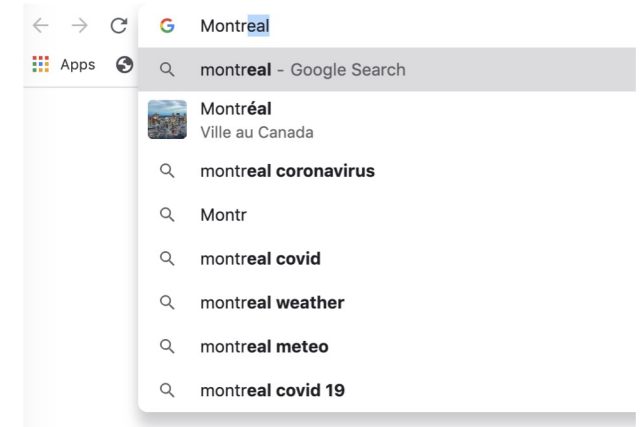 Montreal
Apps
montreal - Google Search
Montréal
Ville au Canada
montreal coronavirus
Montr
montreal covid
montreal weather
montreal meteo
montreal covid 19